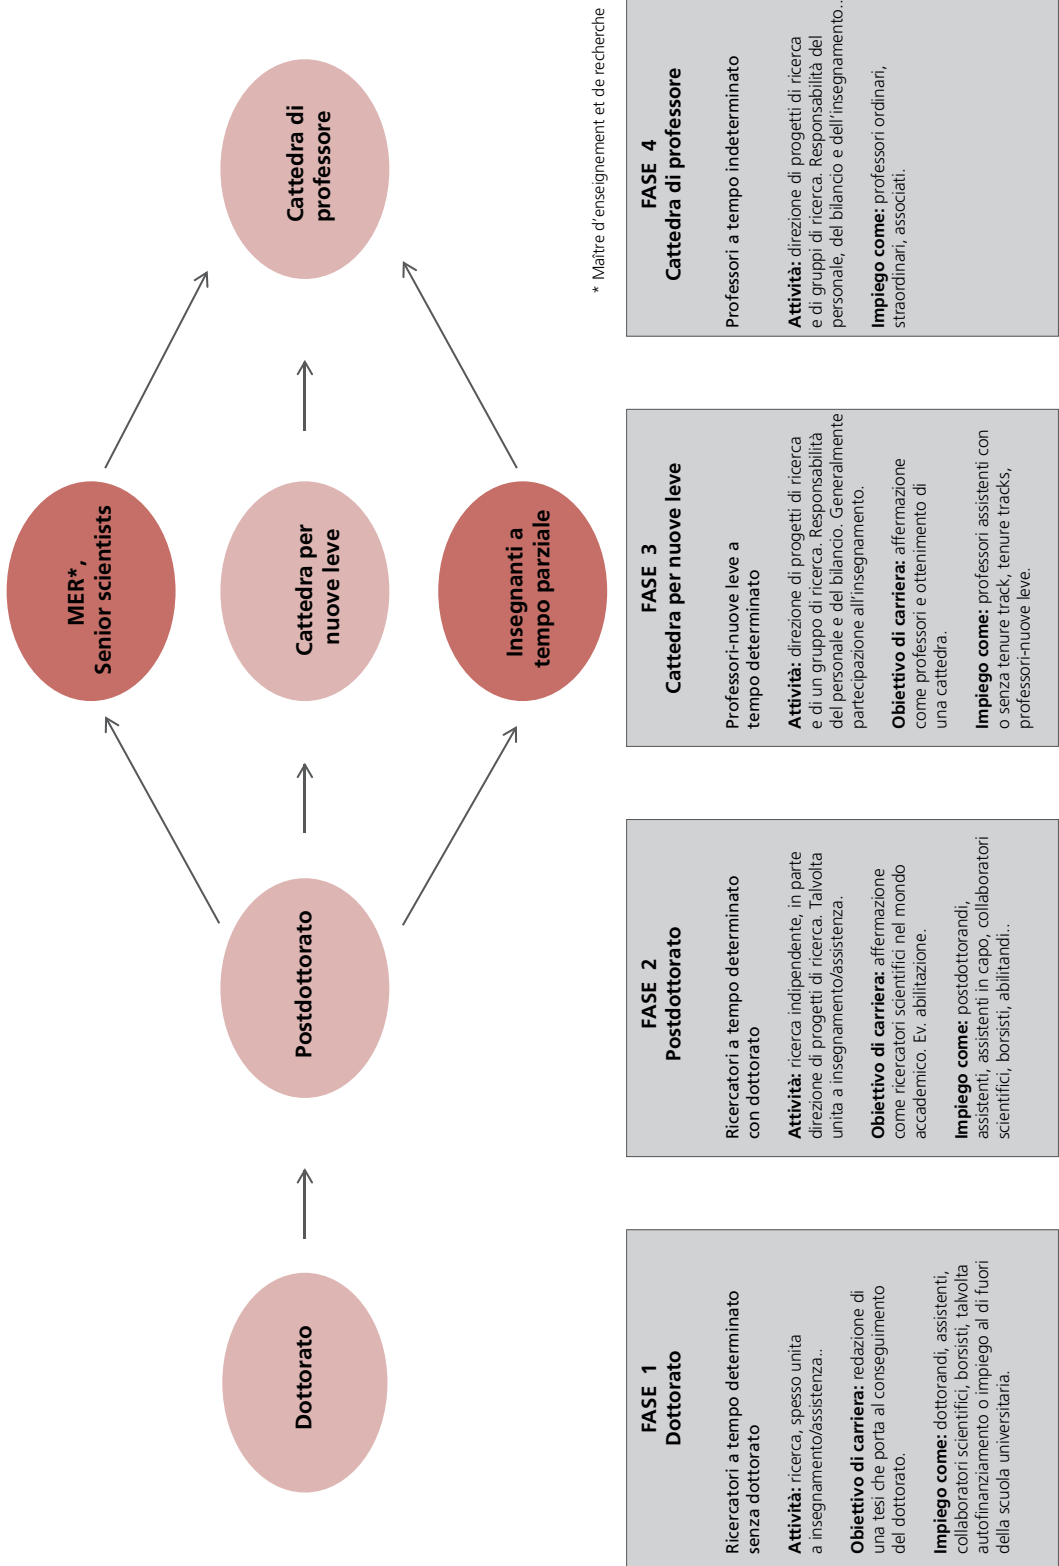 Dottorato
Postdottorato
MER*,
Senior scientists
Cattedra per
nuove leve
Insegnanti a
tempo parziale
Cattedra di
professore
* Maître d'enseignement et de recherche
FASE 1
Dottorato
Ricercatori a tempo determinato
senza dottorato
Attività: ricerca, spesso unita
a insegnamento/assistenza..
Obiettivo di carriera: redazione di
una tesi che porta al conseguimento
del dottorato.
Impiego come: dottorandi, assistenti,
collaboratori scientifici, borsisti, talvolta
autofinanziamento o impiego al di fuori
della scuola universitaria.
FASE 2
Postdottorato
Ricercatori a tempo determinato
con dottorato
Attività: ricerca indipendente, in parte
direzione di progetti di ricerca. Talvolta
unita a insegnamento/assistenza.
Obiettivo di carriera: affermazione
come ricercatori scientifici nel mondo
accademico. Ev. abilitazione.
Impiego come: postdottorandi,
assistenti, assistenti in capo, collaboratori
scientifici, borsisti, abilitandi..
FASE 3
Cattedra per nuove leve
Professori-nuove leve a
tempo determinato
Attività: direzione di progetti di ricerca
e di un gruppo di ricerca. Responsabilità
del personale e del bilancio. Generalmente
partecipazione all'insegnamento.
Obiettivo di carriera: affermazione
come professori e ottenimento di
una cattedra.
Impiego come: professori assistenti con
o senza tenure track, tenure tracks,
professori-nuove leve.
FASE 4
Cattedra di professore
Professori a tempo indeterminato
Attività: direzione di progetti di ricerca
e di gruppi di ricerca. Responsabilità del
personale, del bilancio e dell'insegnamento..
Impiego come: professori ordinari,
straordinari, associati.